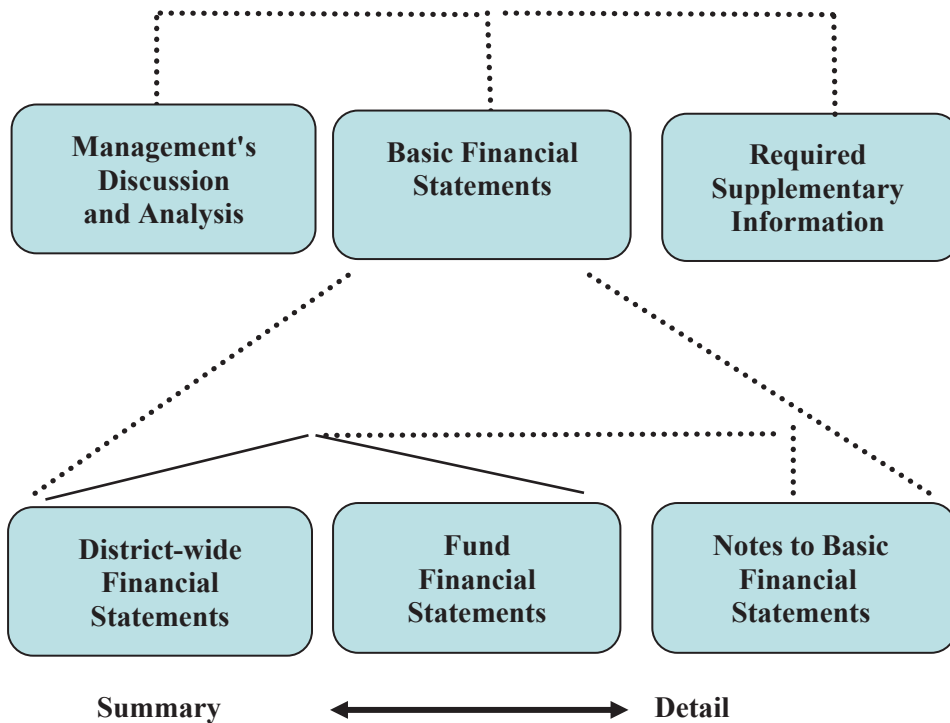 Management's
Discussion
and Analysis
Basic Financial
Statements
Required
Supplementary
Information
District-wide
Financial
Statements
Fund
Financial
Statements
Notes to Basic
Financial
Statements
Summary
Detail